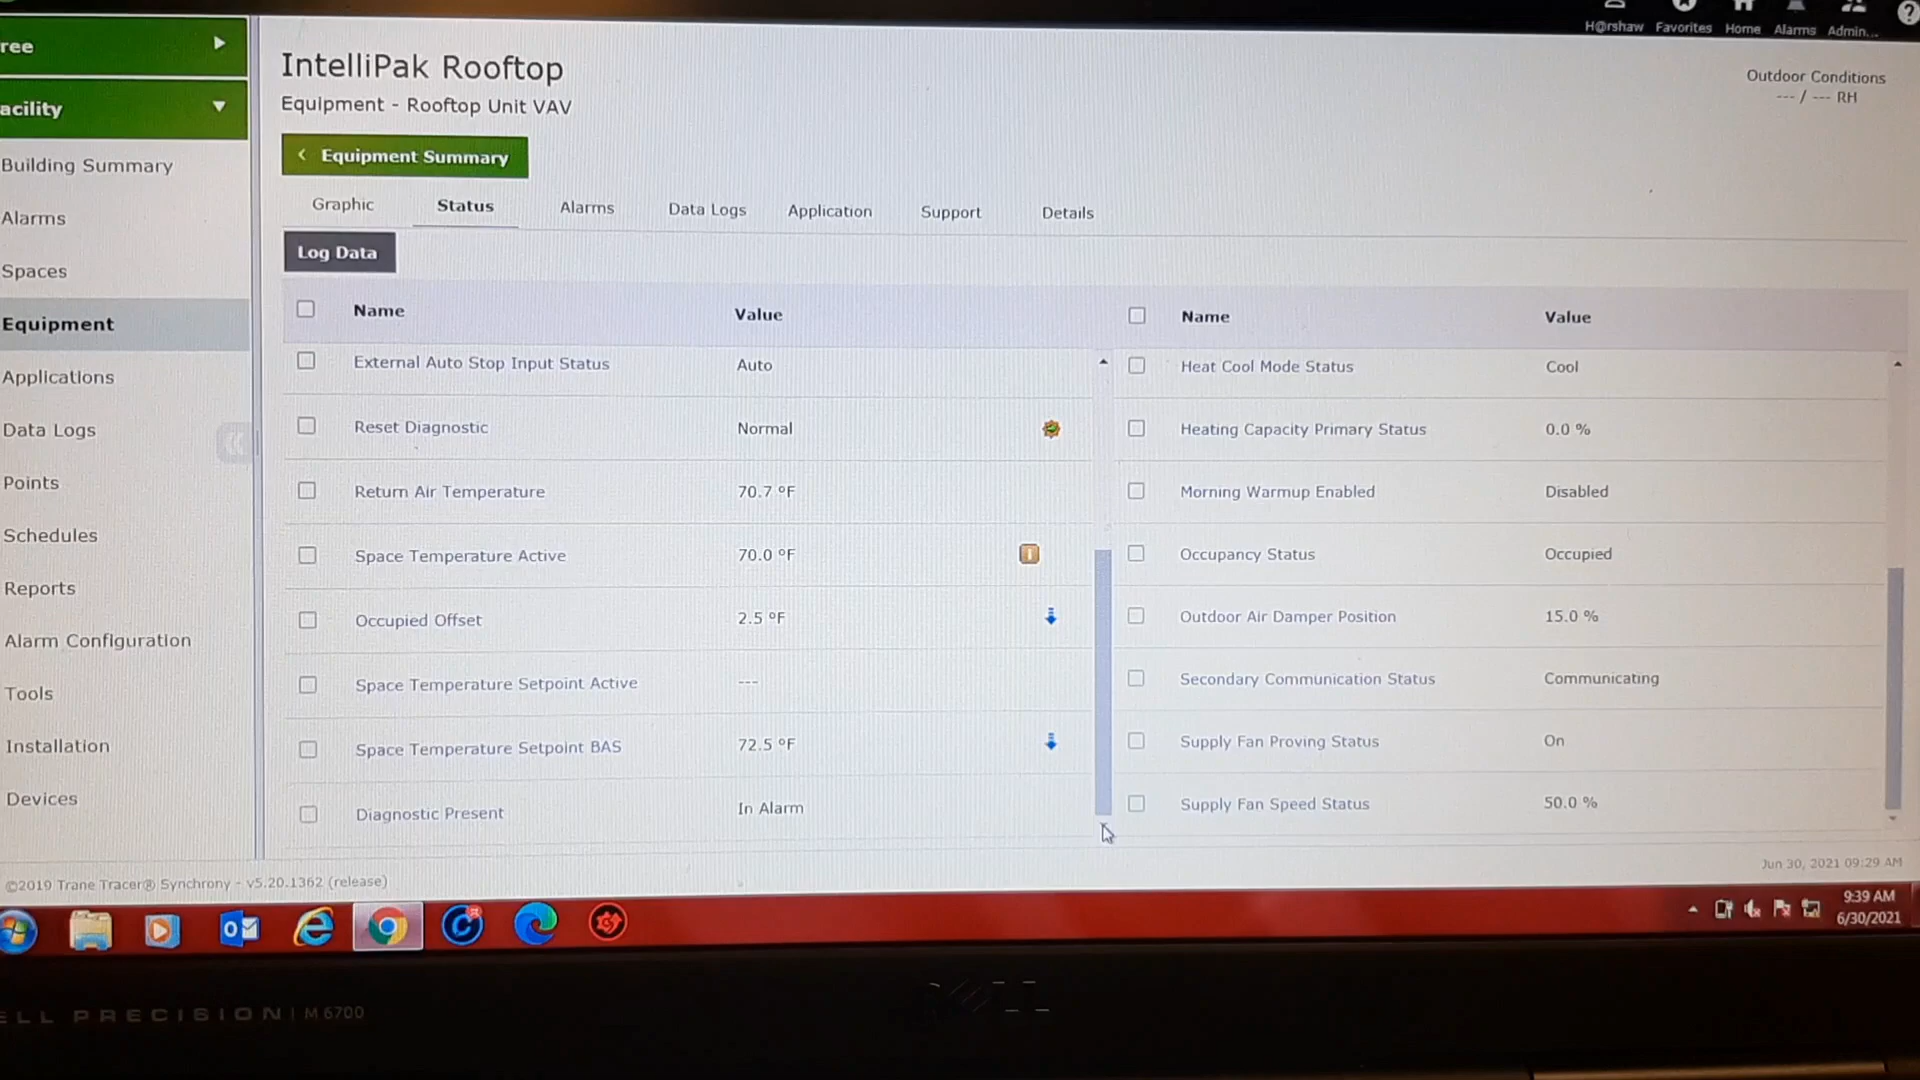 H@rshaw Favorites Home Alarms Admin... ?
ree
acility
Building Summary
Alarms
Spaces
Equipment
Applications
Data Logs
Points
Schedules
Reports
Alarm Configuration
Tools
Installation
Devices
IntelliPak Rooftop
Equipment - Rooftop Unit VAV
Outdoor Conditions
--- / --- RH
Equipment Summary
Graphic Status Alarms Data Logs Application Support Details
Log Data
Name Value
External Auto Stop Input Status Auto
Reset Diagnostic Normal
Return Air Temperature 70.7 ºF
Space Temperature Active 70.0 ºF
Occupied Offset 2.5 ºF
Space Temperature Setpoint Active ---
Space Temperature Setpoint BAS 72.5 ºF
Diagnostic Present In Alarm
Name Value
Heat Cool Mode Status Cool
Heating Capacity Primary Status 0.0 %
Morning Warmup Enabled Disabled
Occupancy Status Occupied
Outdoor Air Damper Position 15.0 %
Secondary Communication Status Communicating
Supply Fan Proving Status On
Supply Fan Speed Status 50.0 %
Jun 30, 2021 09:29 AM
©2019 Trane Tracer® Synchrony - v5.20.1362 (release)
9:39 AM
6/30/2021
ELL PRECISION | M6700